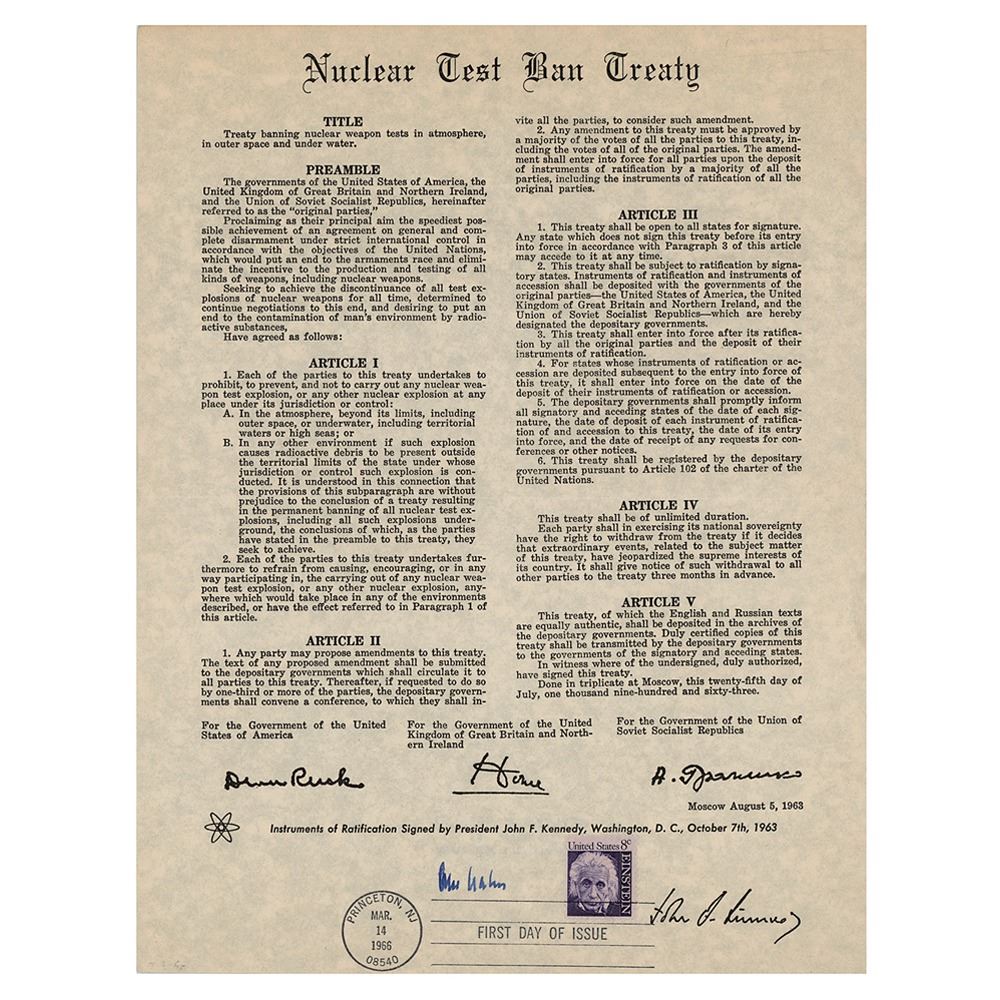 Nuclear Test Ban Treaty
TITLE
Treaty banning nuclear weapon tests in atmosphere,
in outer space and under water.
PREAMBLE
The governments of the United States of America, the
United Kingdom of Great Britain and Northern Ireland,
and the Union of Soviet Socialist Republics, hereinafter
referred to as the "original parties,"
Proclaiming as their principal aim the speediest pos-
sible achievement of an agreement on general and com-
plete disarmament under strict international control in
accordance with the objectives of the United Nations,
which would put an end to the armaments race and elimi-
nate the incentive to the production and testing of all
kinds of weapons, including nuclear weapons.
Seeking to achieve the discontinuance of all test ex-
plosions of nuclear weapons for all time, determined to
continue negotiations to this end, and desiring to put an
end to the contamination of man's environment by radio-
active substances,
Have agreed as follows:
ARTICLE I
1. Each of the parties to this treaty undertakes to
prohibit, to prevent, and not to carry out any nuclear wea-
pon test explosion, or any other nuclear explosion at any
place under its jurisdiction or control:
A. In the atmosphere, beyond its limits, including
outer space, or underwater, including territorial
waters or high seas; or
B. In any other environment if such explosion
causes radioactive debris to be present outside
the territorial limits of the state under whose
jurisdiction or control such explosion is con-
ducted. It is understood in this connection that
the provisions of this subparagraph are without
prejudice to the conclusion of a treaty resulting
in the permanent banning of all nuclear test ex-
plosions, including all such explosions under-
ground, the conclusions of which, as the parties
have stated in the preamble to this treaty, they
seek to achieve.
2. Each of the parties to this treaty undertakes fur-
thermore to refrain from causing, encouraging, or in any
way participating in, the carrying out of any nuclear wea-
pon test explosion, or any other nuclear explosion, any-
where which would take place in any of the environments
described, or have the effect referred to in Paragraph 1 of
this article.
ARTICLE II
1. Any party may propose amendments to this treaty.
The text of any proposed amendment shall be submitted
to the depositary governments which shall circulate it to
all parties to this treaty. Thereafter, if requested to do so
by one-third or more of the parties, the depositary govern-
ments shall convene a conference, to which they shall in-
vite all the parties, to consider such amendment.
2. Any amendment to this treaty must be approved by
a majority of the votes of all the parties to this treaty, in-
cluding the votes of all of the original parties. The amend-
ment shall enter into force for all parties upon the deposit
of instruments of ratification by a majority of all the
parties, including the instruments of ratification of all the
original parties.
ARTICLE III
1. This treaty shall be open to all states for signature.
Any state which does not sign this treaty before its entry
into force in accordance with Paragraph 3 of this article
may accede to it at any time.
2. This treaty shall be subject to ratification by signa-
tory states. Instruments of ratification and instruments of
accession shall be deposited with the governments of the
original parties—the United States of America, the United
Kingdom of Great Britain and Northern Ireland, and the
Union of Soviet Socialist Republics—which are hereby
designated the depositary governments.
3. This treaty shall enter into force after its ratifica-
tion by all the original parties and the deposit of their
instruments of ratification.
4. For states whose instruments of ratification or ac-
cession are deposited subsequent to the entry into force of
this treaty, it shall enter into force on the date of the
deposit of their instruments of ratification or accession.
5. The depositary governments shall promptly inform
all signatory and acceding states of the date of each sig-
nature, the date of deposit of each instrument of ratifica-
tion of and accession to this treaty, the date of its entry
into force, and the date of receipt of any requests for con-
ferences or other notices.
6. This treaty shall be registered by the depositary
governments pursuant to Article 102 of the charter of the
United Nations.
ARTICLE IV
This treaty shall be of unlimited duration.
Each party shall in exercising its national sovereignty
have the right to withdraw from the treaty if it decides
that extraordinary events, related to the subject matter
of this treaty, have jeopardized the supreme interests of
its country. It shall give notice of such withdrawal to all
other parties to the treaty three months in advance.
ARTICLE V
This treaty, of which the English and Russian texts
are equally authentic, shall be deposited in the archives of
the depositary governments. Duly certified copies of this
treaty shall be transmitted by the depositary governments
to the governments of the signatory and acceding states.
In witness where of the undersigned, duly authorized,
have signed this treaty.
Done in triplicate at Moscow, this twenty-fifth day of
July, one thousand nine-hundred and sixty-three.
For the Government of the United
States of America
For the Government of the United
Kingdom of Great Britain and North-
ern Ireland
For the Government of the Union of
Soviet Socialist Republics
Dean Rusk
Home
А. Громыко
Moscow August 5, 1963
Instruments of Ratification Signed by President John F. Kennedy, Washington, D. C., October 7th, 1963
United States 8c
EINSTEIN
PRINCETON, NJ
MAR.
14
1966
08540
FIRST DAY OF ISSUE